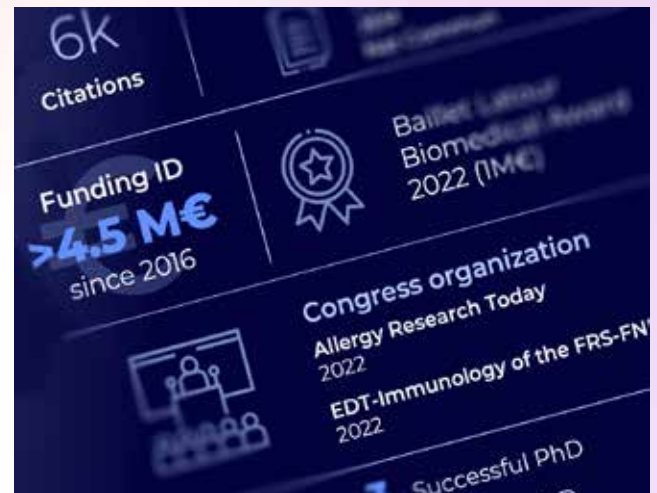 6k
Citations
Funding ID
>4.5 M€
since 2016
Baillet Latour
Biomedical Award
2022 (1M€)
Congress organization
Allergy Research Today
2022
EDT-Immunology of the FRS-FN
2022
Successful PhD